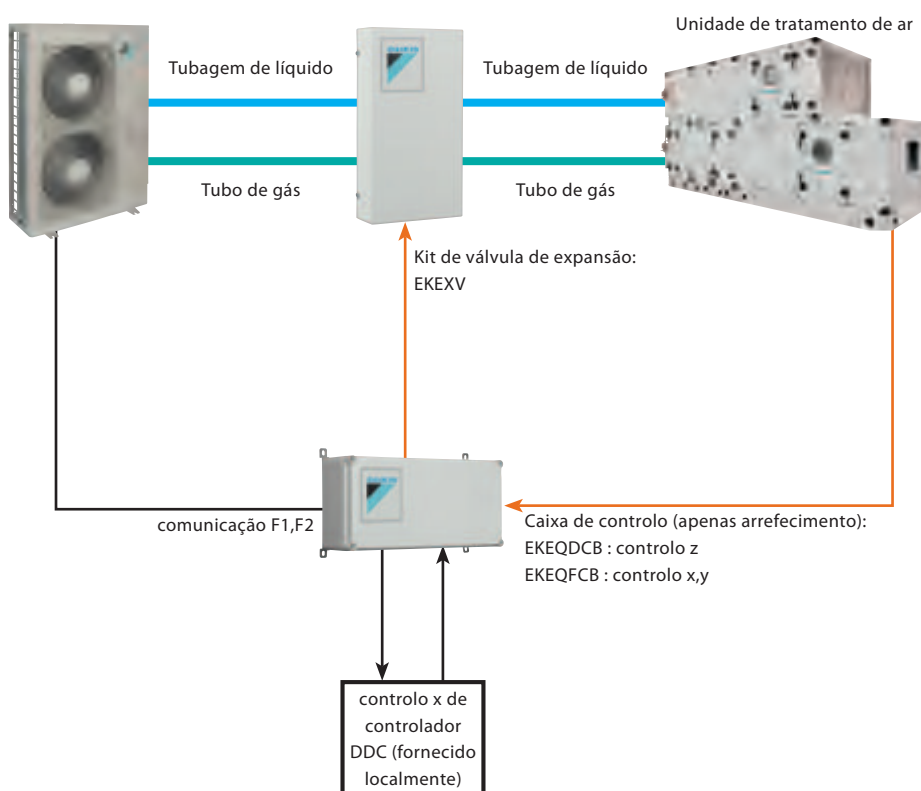 Unidade de tratamento de ar
DAIKIN
Tubagem de líquido
Tubagem de líquido
Tubo de gás
Tubo de gás
Kit de válvula de expansão:
EKEXV
DAIKIN
comunicação F1,F2
Caixa de controlo (apenas arrefecimento):
EKEQDCB : controlo z
EKEQFCB : controlo x,y
controlo x de
controlador
DDC (fornecido
localmente)